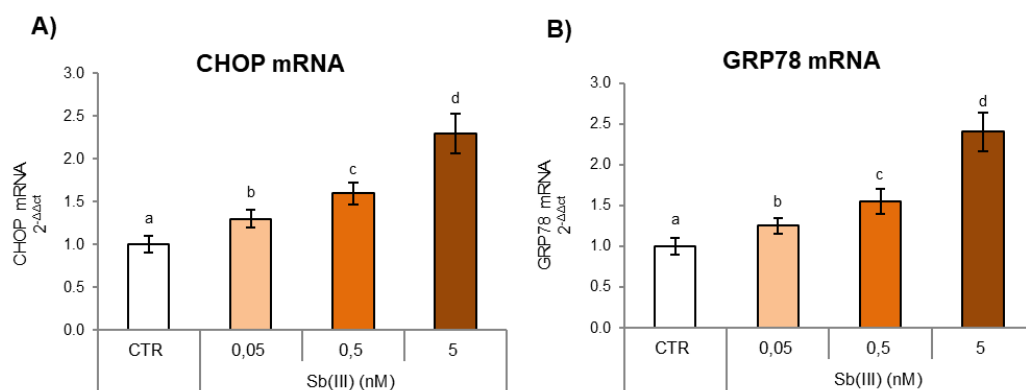 A)
CHOP mRNA
CHOP mRNA
2-ΔΔct
3.0
2.5
2.0
1.5
1.0
0.5
0.0
a
b
c
d
CTR
0,05
0,5
5
Sb(III) (nM)
B)
GRP78 mRNA
GRP78 mRNA
2-ΔΔct
3.0
2.5
2.0
1.5
1.0
0.5
0.0
a
b
c
d
CTR
0,05
0,5
5
Sb(III) (nM)